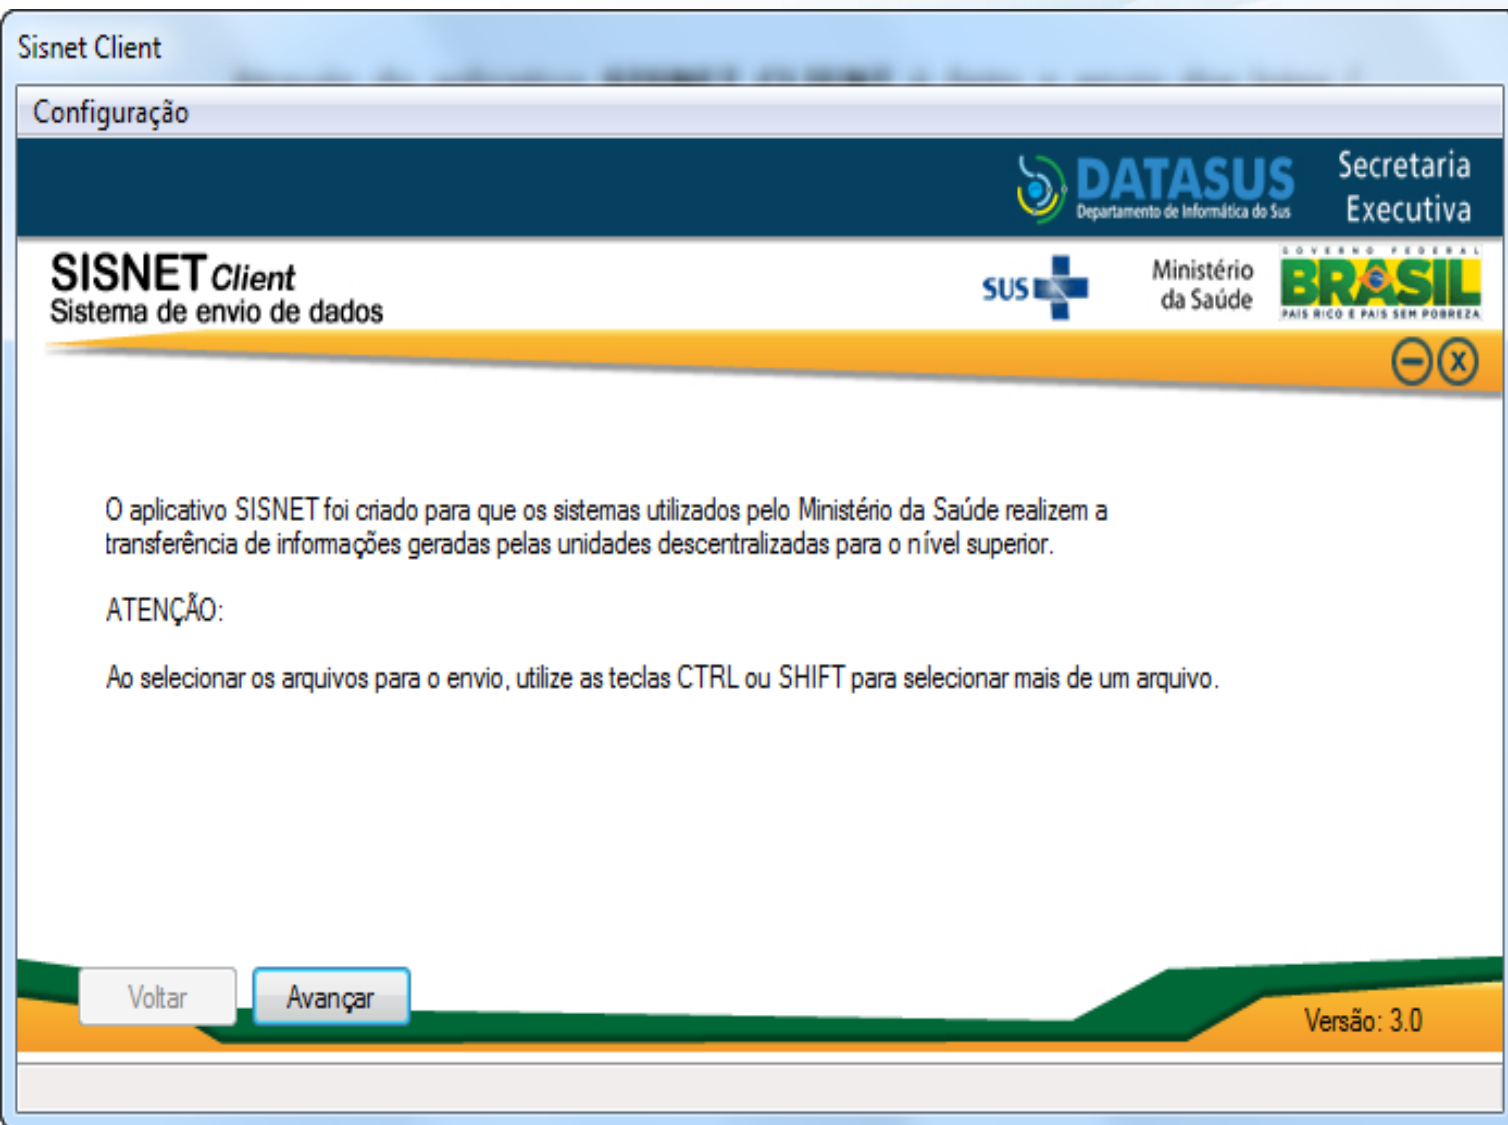 Sisnet Client
Configuração
DATASUS
Departamento de Informática do Sus
Secretaria
Executiva
SISNET Client
Sistema de envio de dados
SUS
Ministério
da Saúde
GOVERNO FEDERAL
BRASIL
PAÍS RICO É PAÍS SEM POBREZA
O aplicativo SISNET foi criado para que os sistemas utilizados pelo Ministério da Saúde realizem a
transferência de informações geradas pelas unidades descentralizadas para o nível superior.
ATENÇÃO:
Ao selecionar os arquivos para o envio, utilize as teclas CTRL ou SHIFT para selecionar mais de um arquivo.
Voltar
Avançar
Versão: 3.0